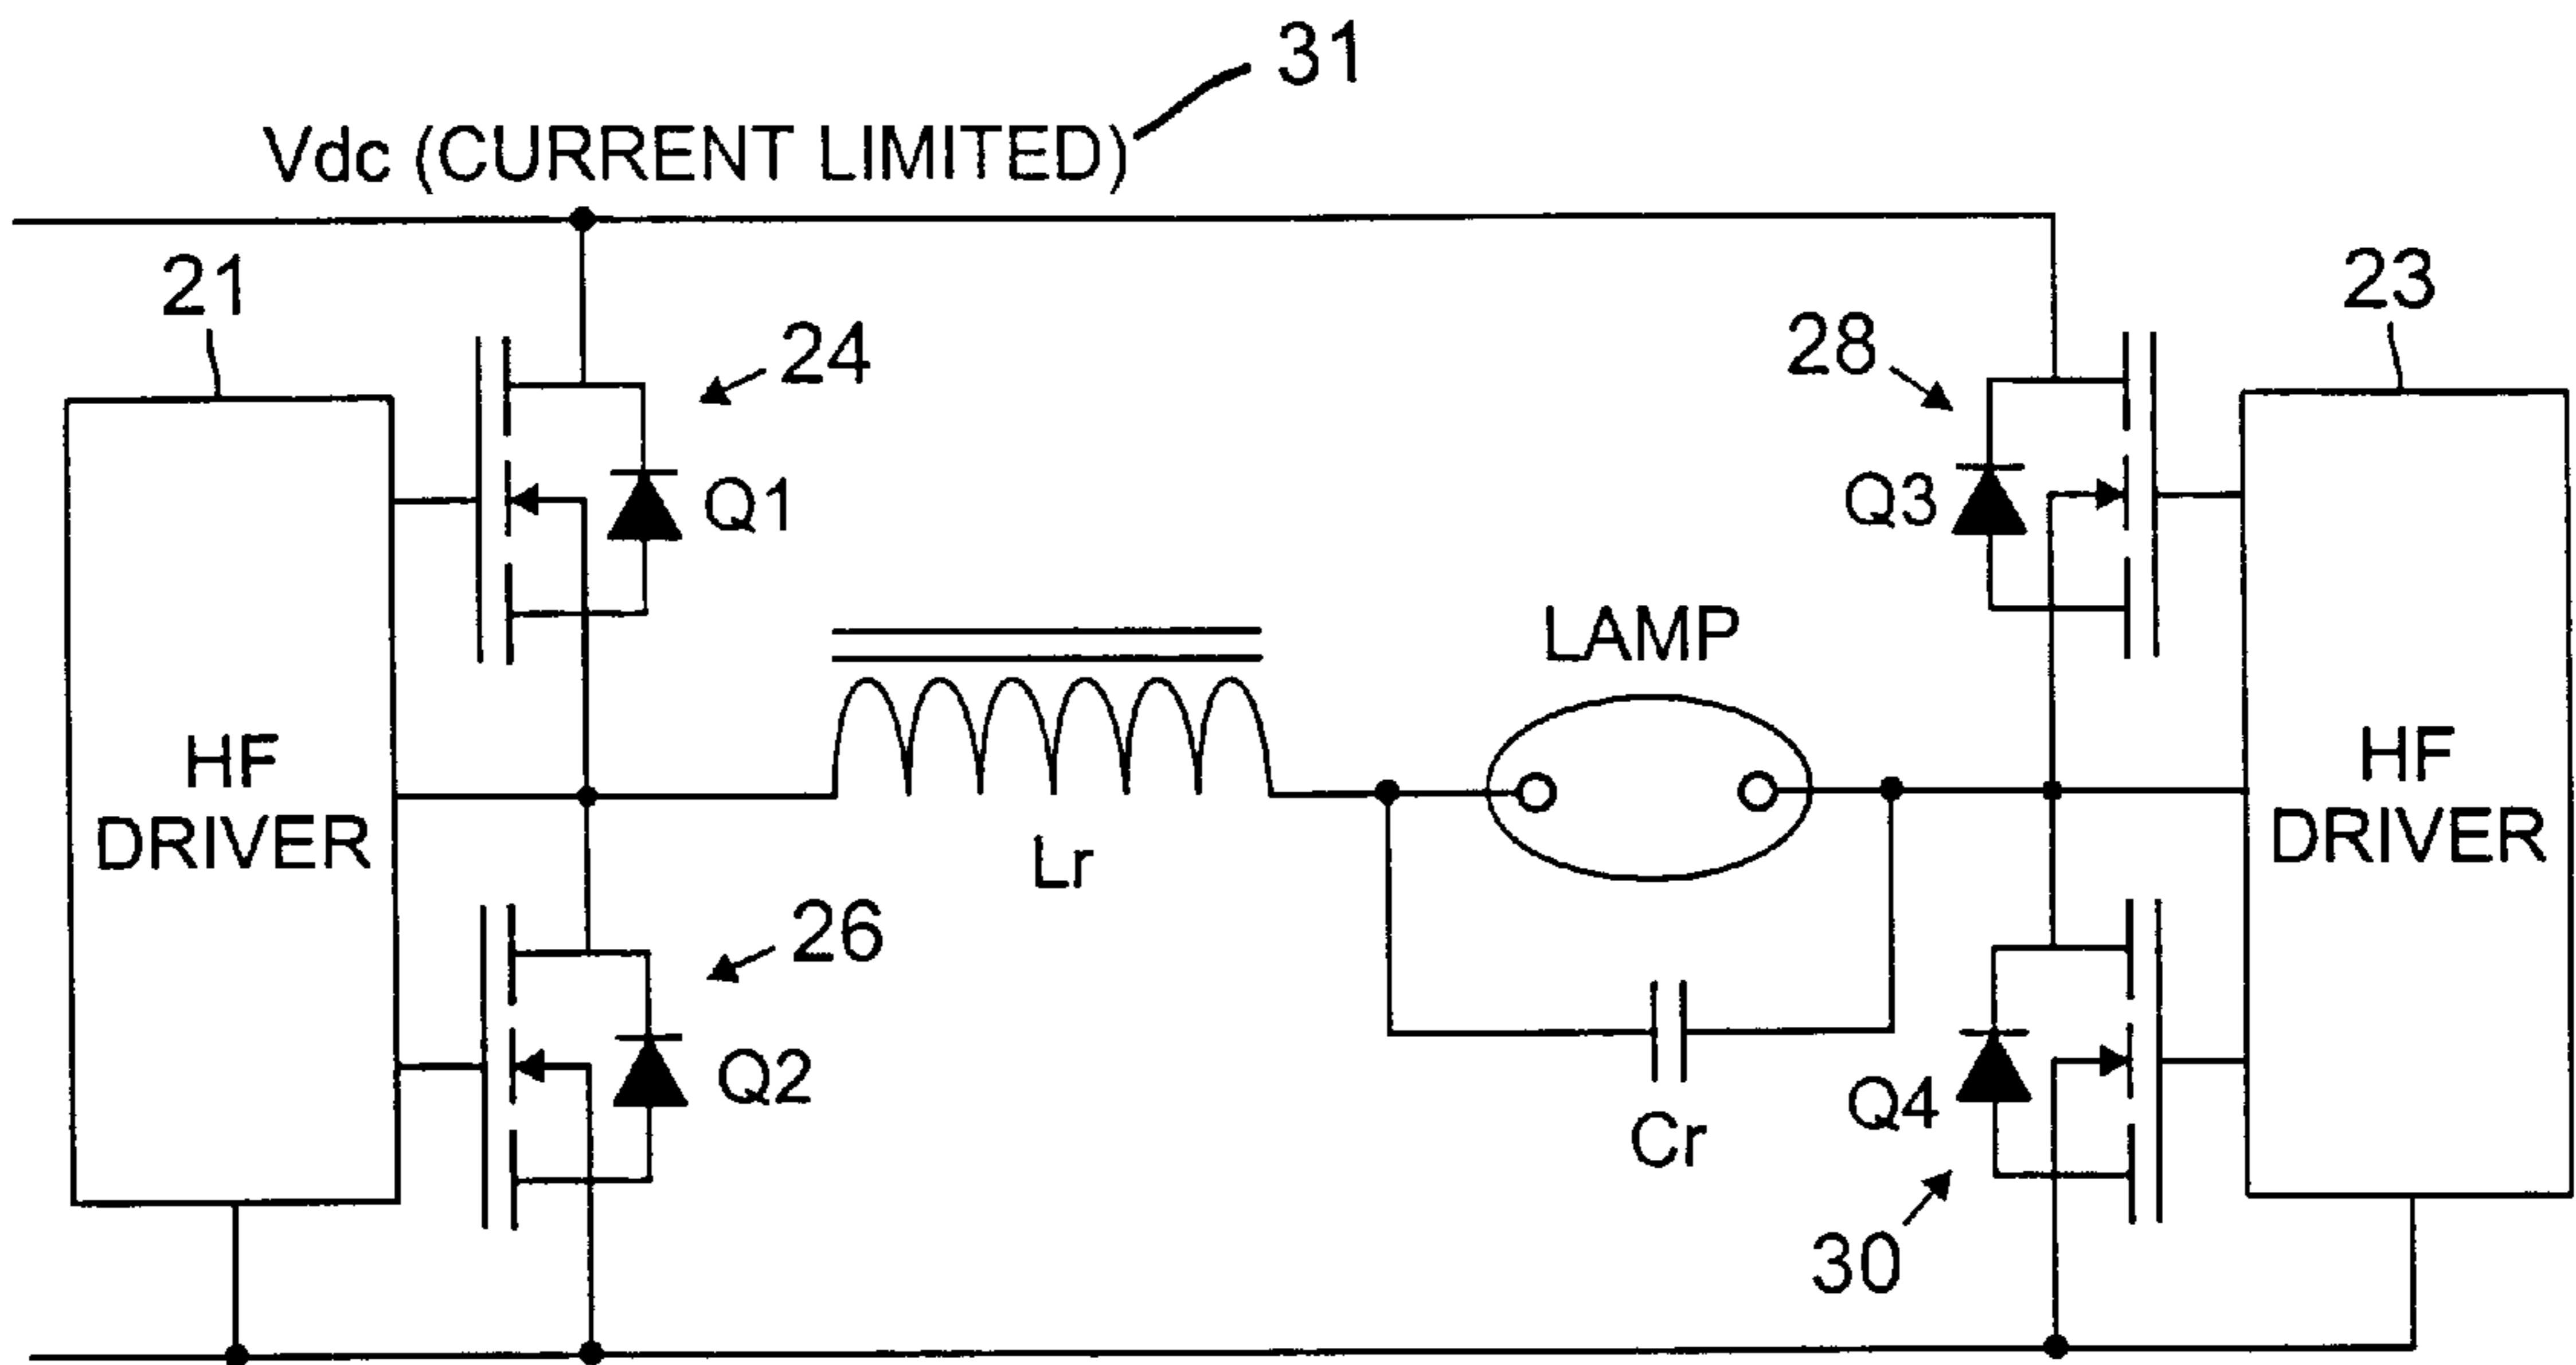 31
Vdc (CURRENT LIMITED)
21
24
28
23
Q1
Q3
LAMP
HF
DRIVER
HF
DRIVER
Lr
26
Q2
Q4
Cr
30